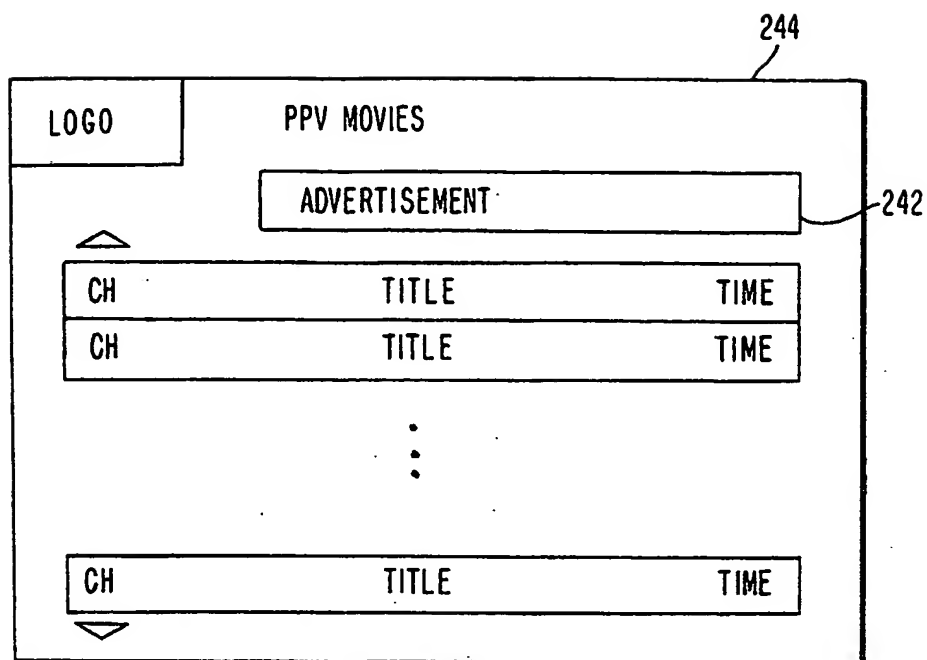 244
LOGO PPV MOVIES
ADVERTISEMENT 242
CH TITLE TIME
CH TITLE TIME
CH TITLE TIME